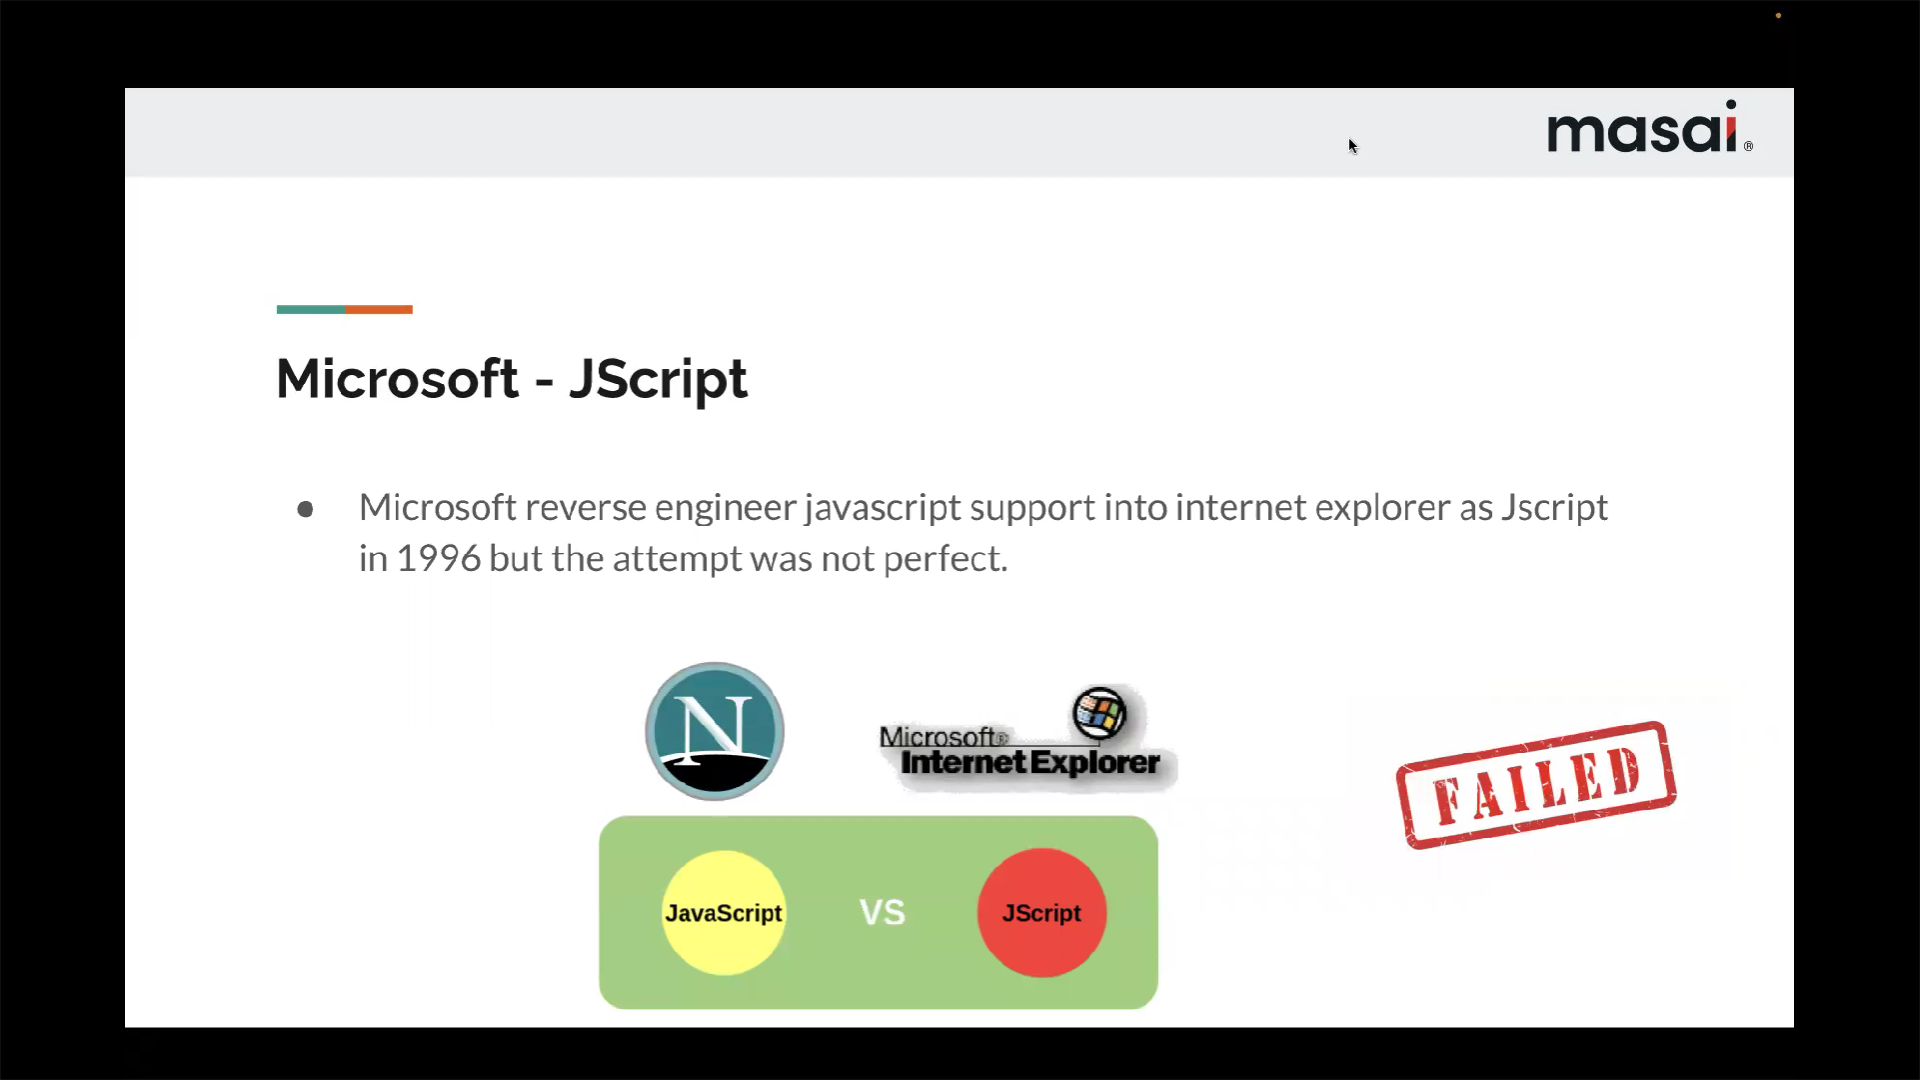 masai®
Microsoft - JScript
● Microsoft reverse engineer javascript support into internet explorer as Jscript
in 1996 but the attempt was not perfect.
N
Microsoft®
Internet Explorer
FAILED
JavaScript VS JScript